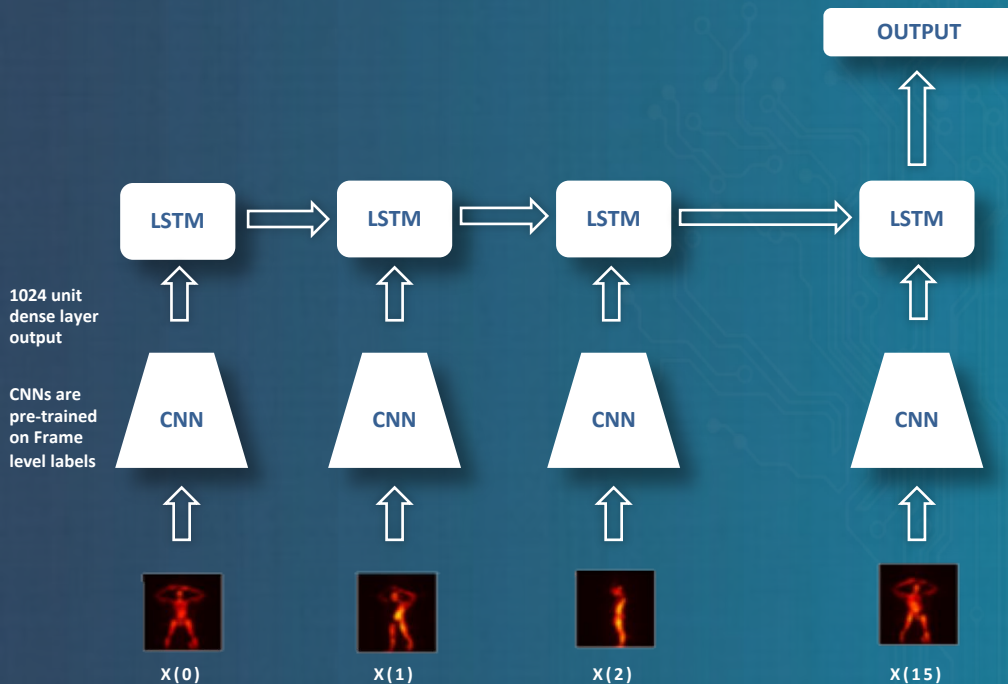 OUTPUT
LSTM
LSTM
LSTM
LSTM
1024 unit
dense layer
output
CNNs are
pre-trained
on Frame
level labels
CNN
CNN
CNN
CNN
X(0)
X(1)
X(2)
X(15)